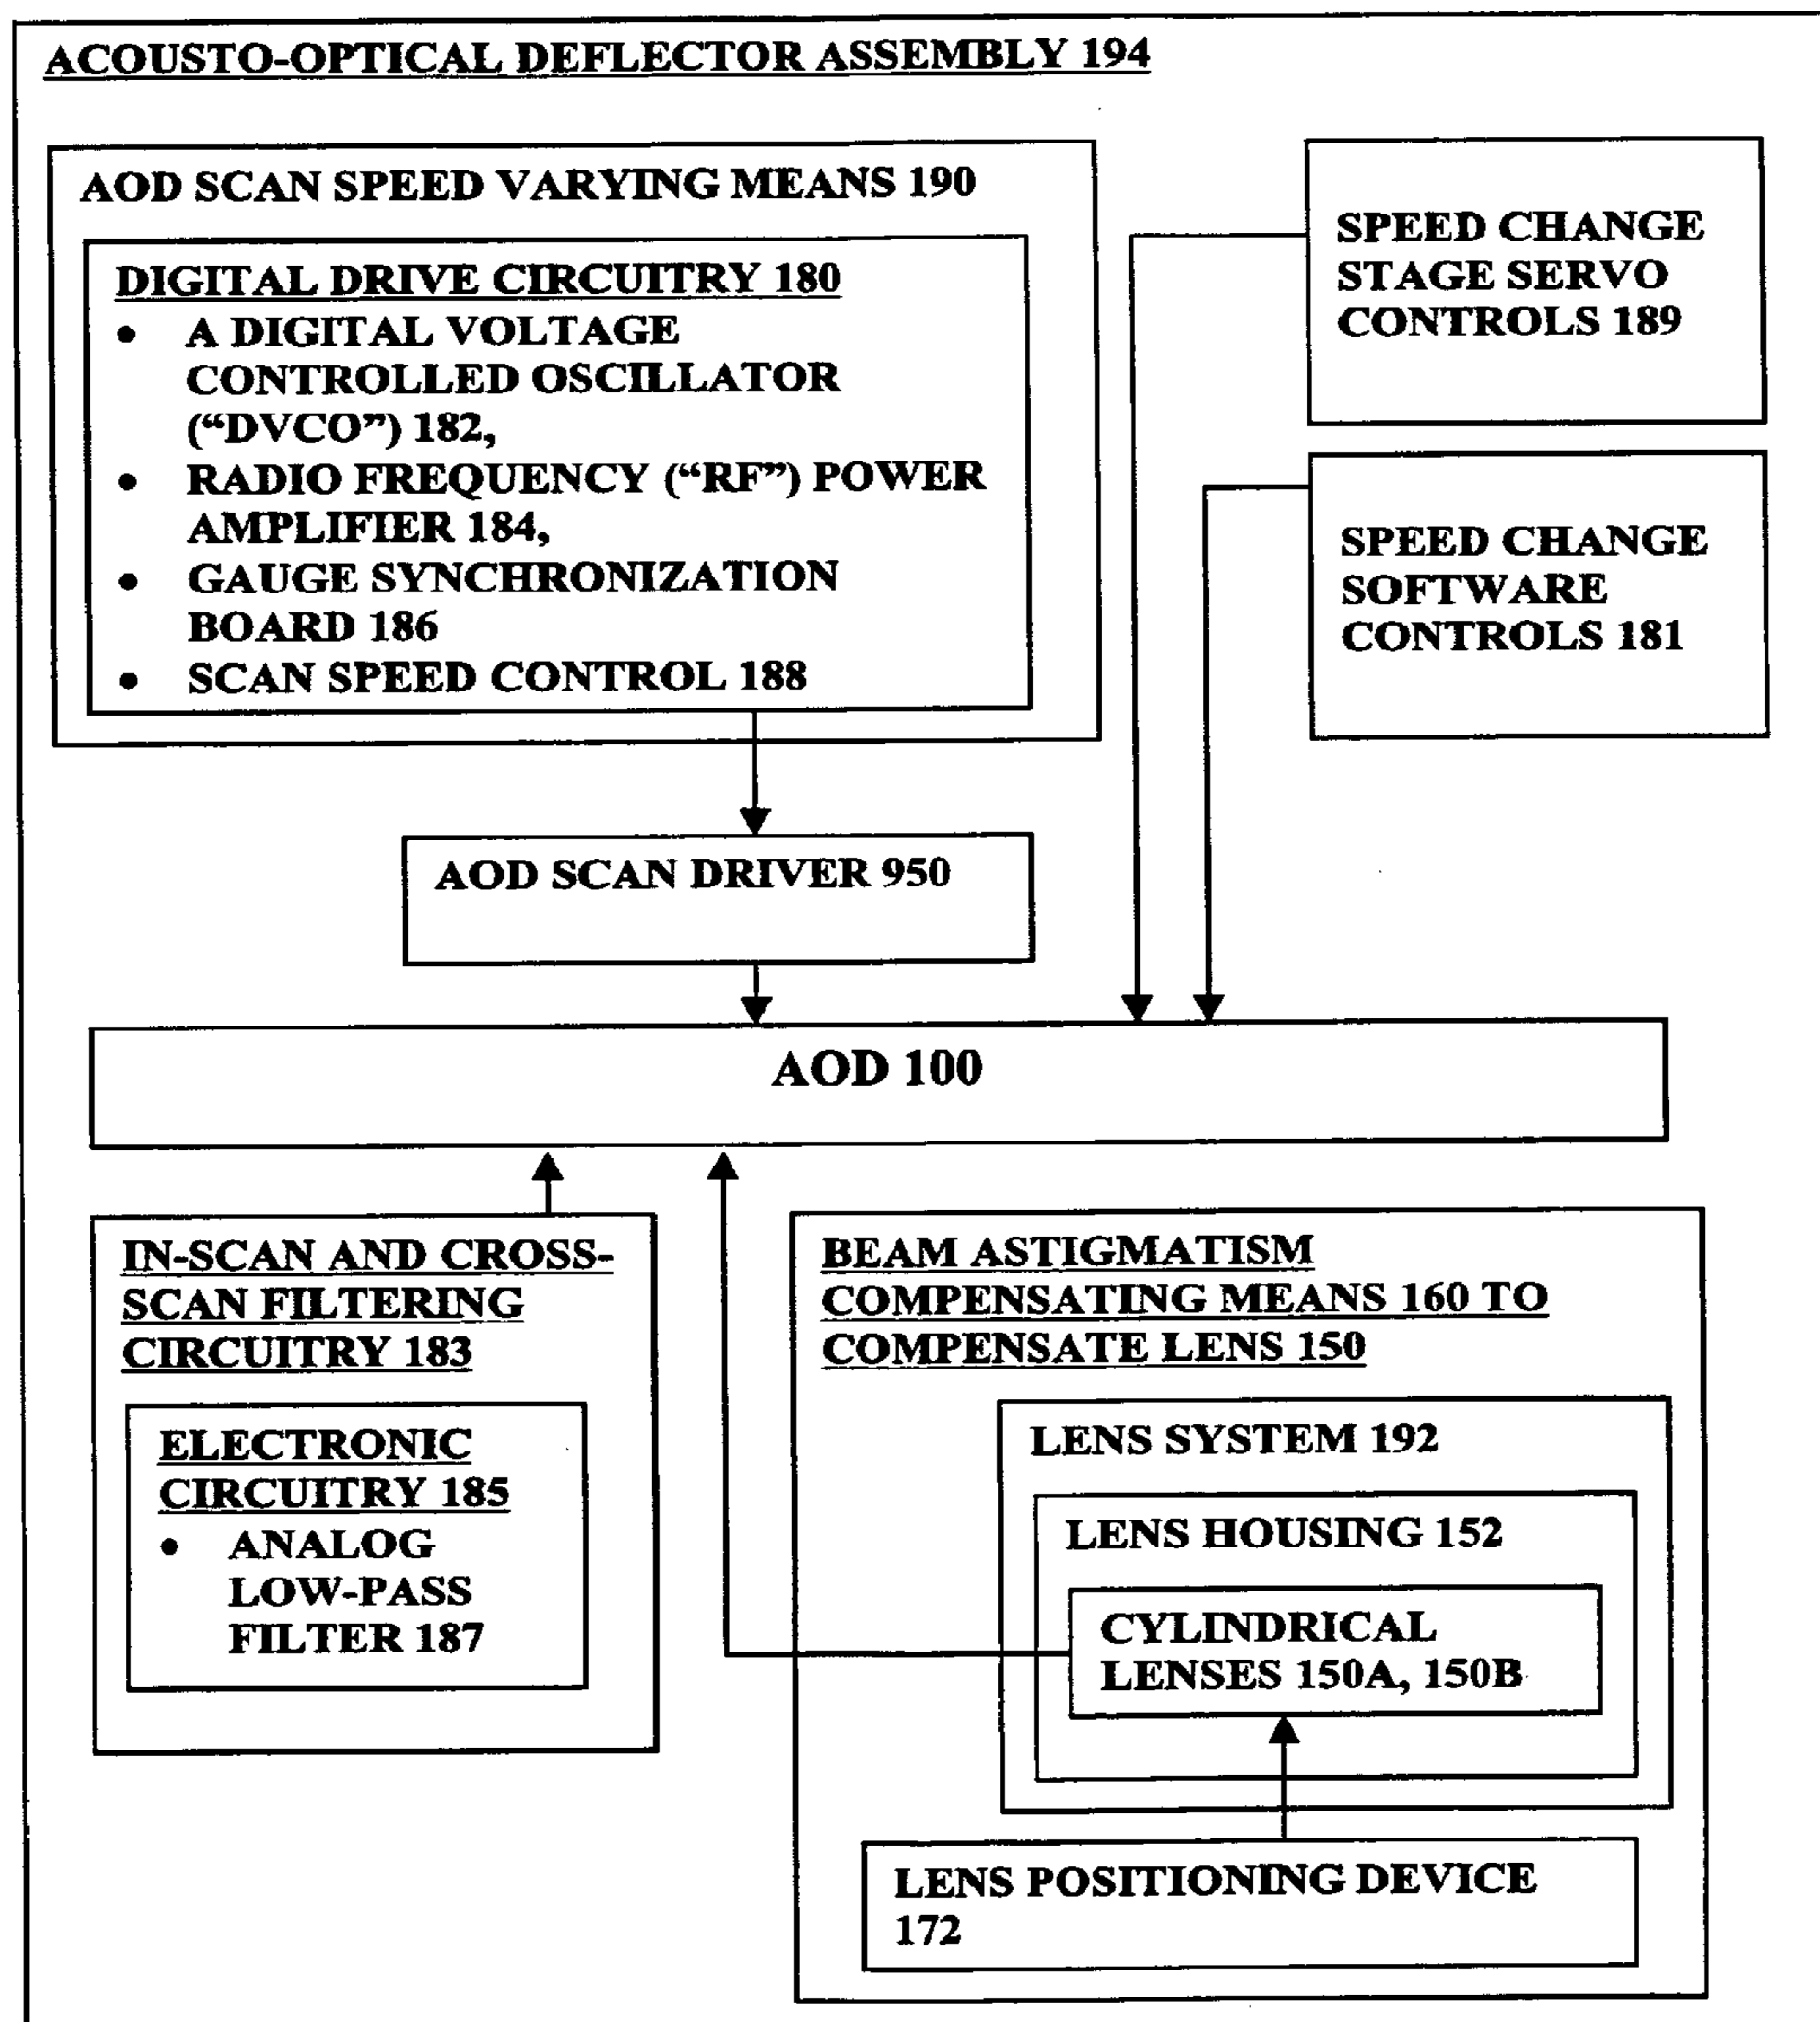 ACOUSTO-OPTICAL DEFLECTOR ASSEMBLY 194
AOD SCAN SPEED VARYING MEANS 190
DIGITAL DRIVE CIRCUITRY 180
• A DIGITAL VOLTAGE
CONTROLLED OSCILLATOR
(“DVCO”) 182,
• RADIO FREQUENCY (“RF”) POWER
AMPLIFIER 184,
• GAUGE SYNCHRONIZATION
BOARD 186
• SCAN SPEED CONTROL 188
SPEED CHANGE
STAGE SERVO
CONTROLS 189
SPEED CHANGE
SOFTWARE
CONTROLS 181
AOD SCAN DRIVER 950
AOD 100
IN-SCAN AND CROSS-
SCAN FILTERING
CIRCUITRY 183
ELECTRONIC
CIRCUITRY 185
• ANALOG
LOW-PASS
FILTER 187
BEAM ASTIGMATISM
COMPENSATING MEANS 160 TO
COMPENSATE LENS 150
LENS SYSTEM 192
LENS HOUSING 152
CYLINDRICAL
LENSES 150A, 150B
LENS POSITIONING DEVICE
172